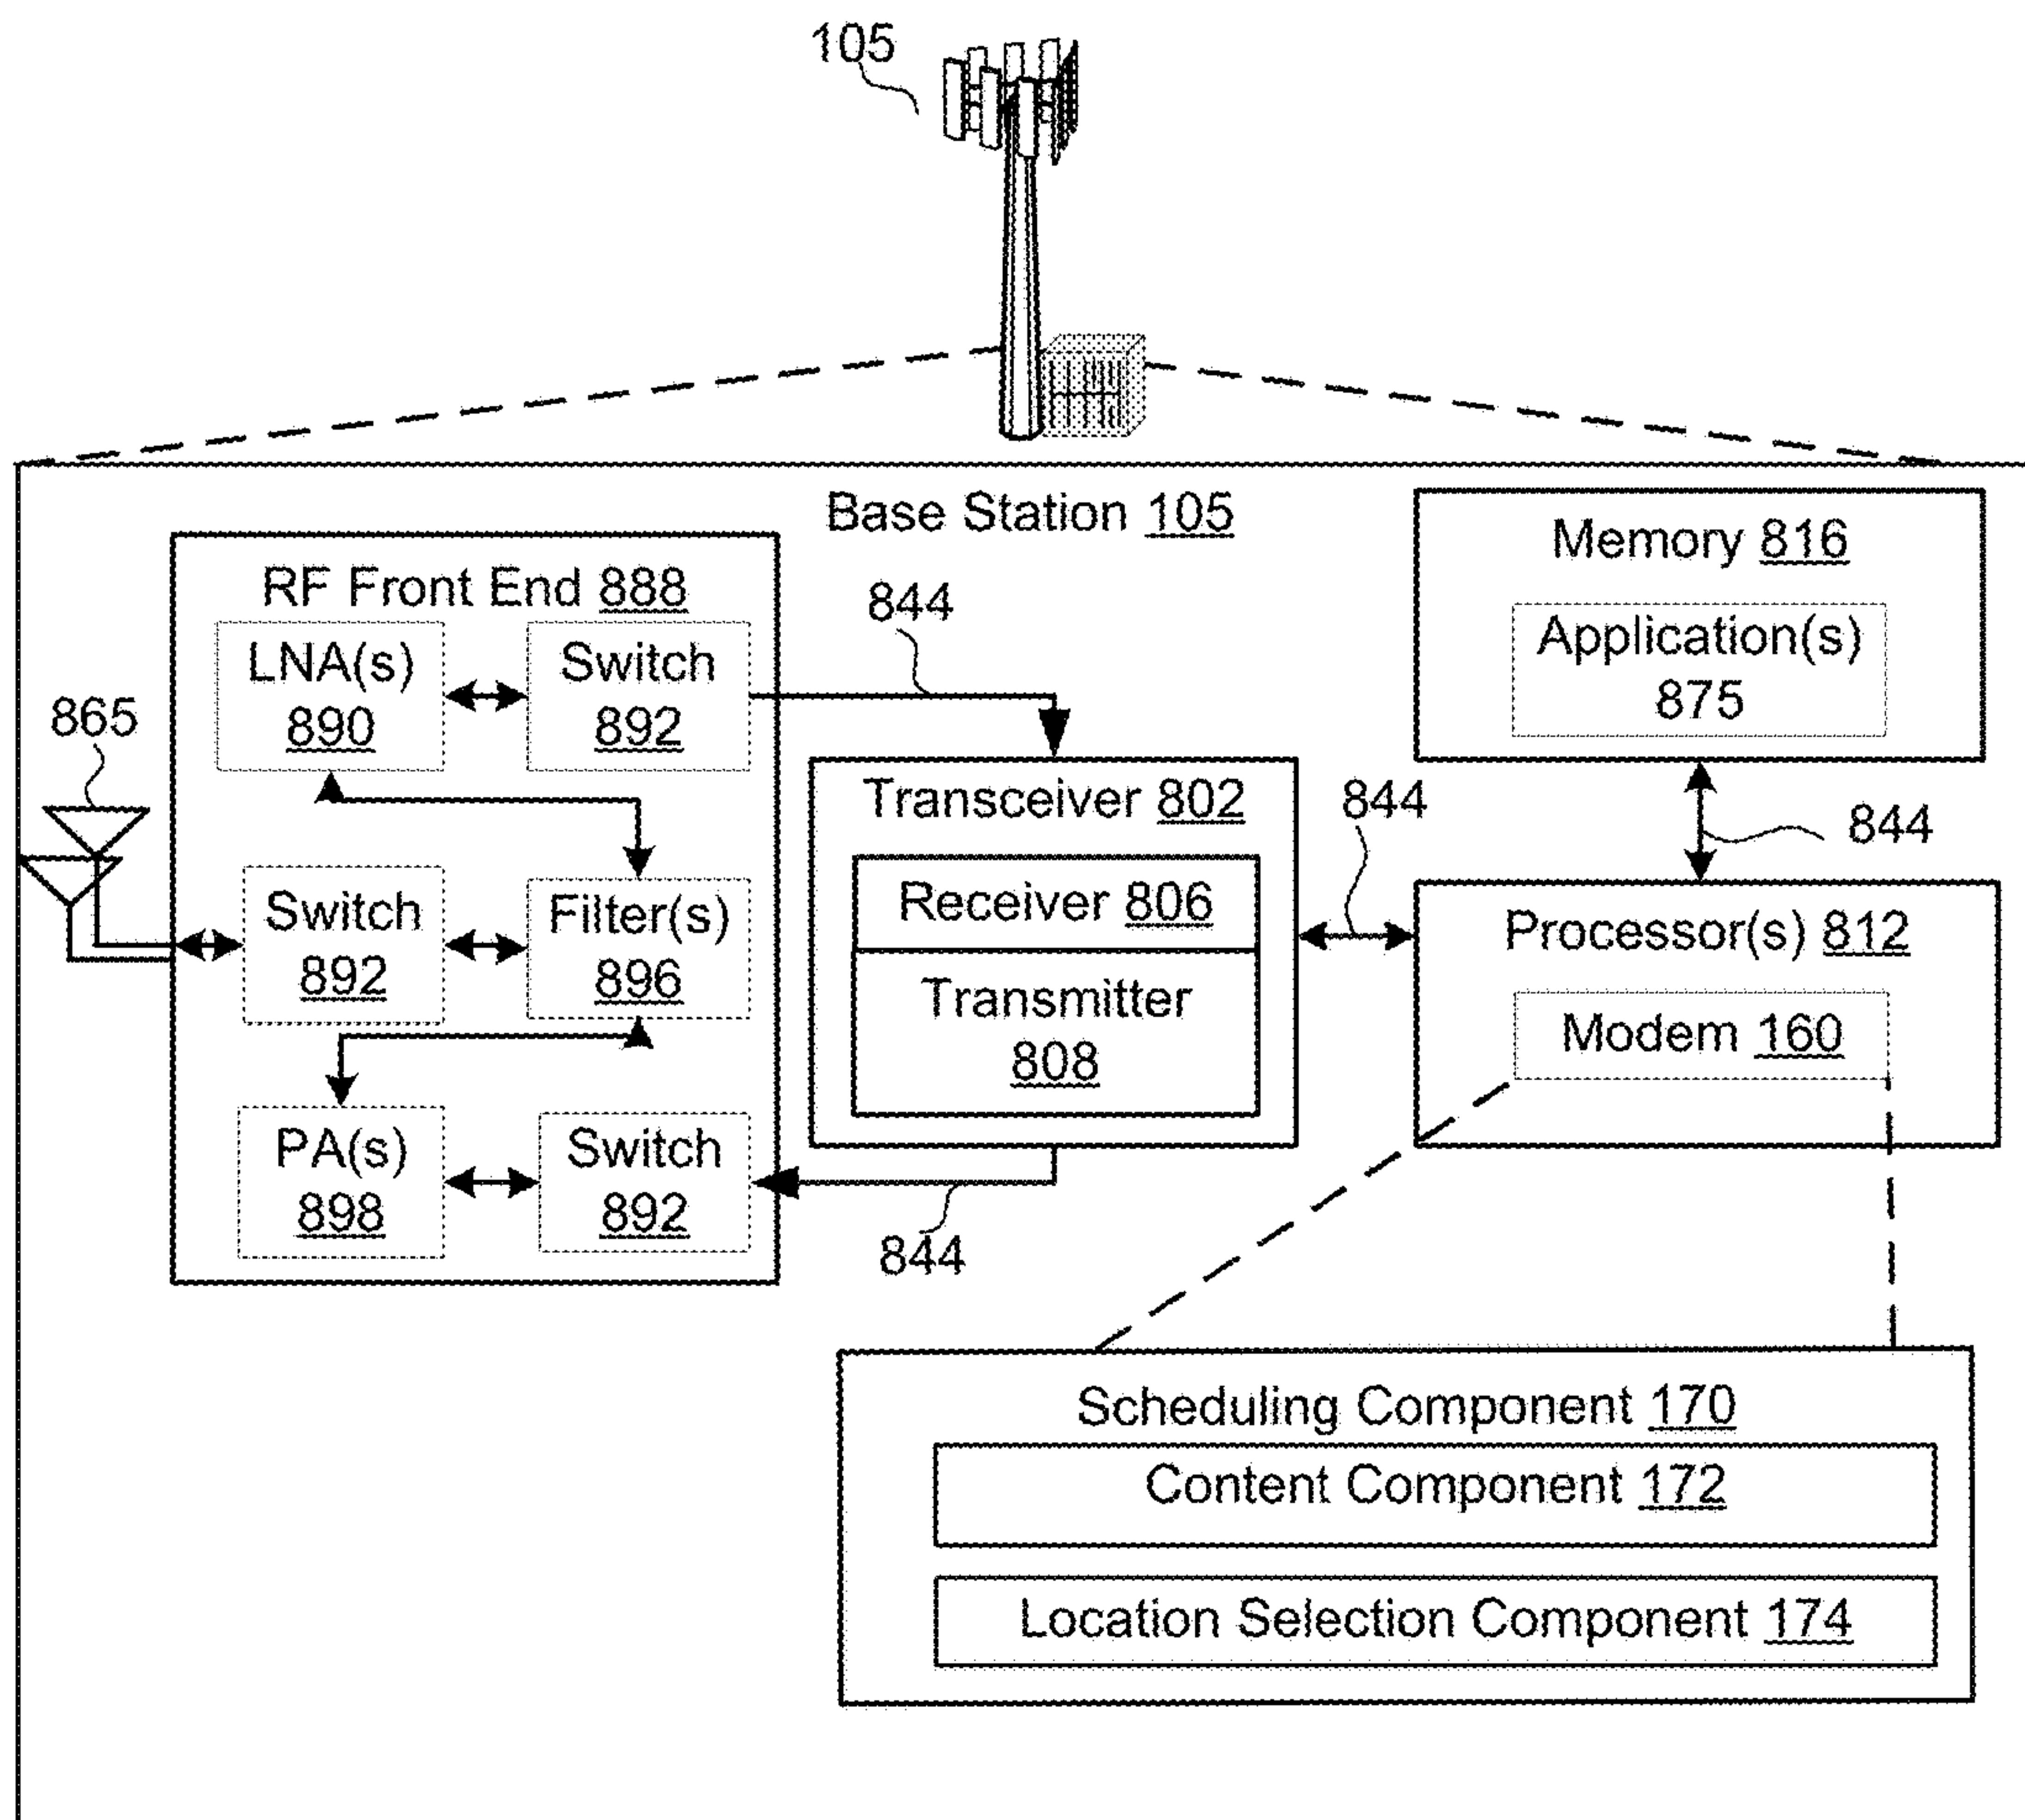 105
Base Station 105
Memory 816
Application(s)
875
RF Front End 888
LNA(s)
890
Switch
892
844
865
Transceiver 802
Receiver 806
Transmitter
808
844
844
Switch
892
Filter(s)
896
Processor(s) 812
Modem 160
PA(s)
898
Switch
892
844
Scheduling Component 170
Content Component 172
Location Selection Component 174